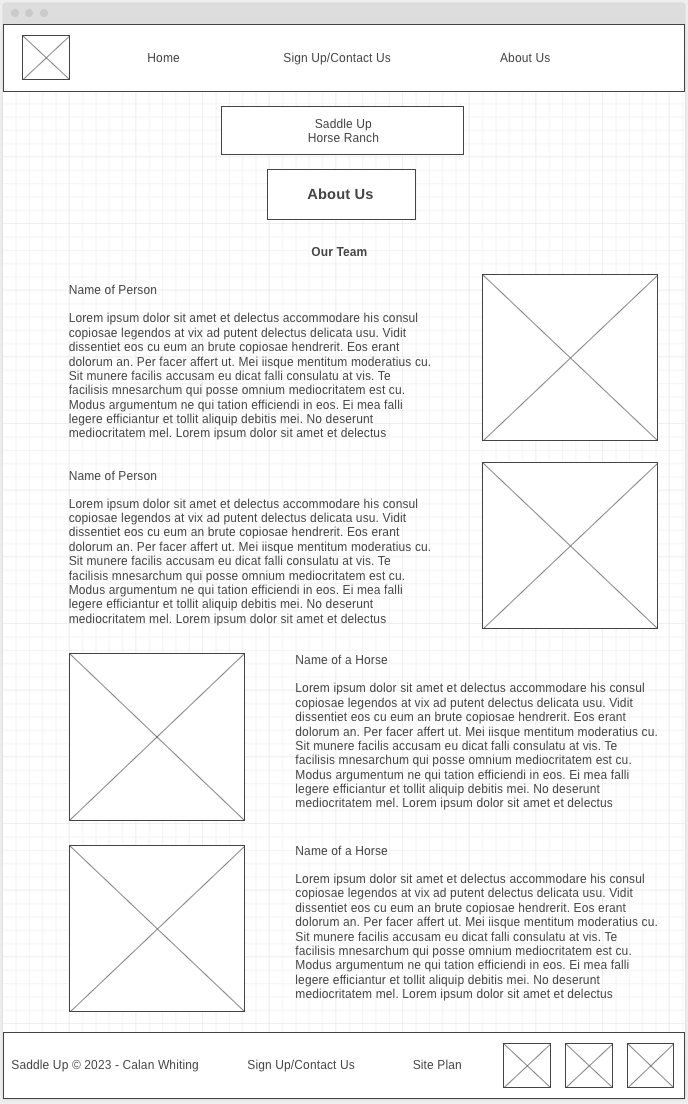 Home
Sign Up/Contact Us
About Us
Saddle Up
Horse Ranch
About Us
Our Team
Name of Person
Lorem ipsum dolor sit amet et delectus accommodare his consul
copiosae legendos at vix ad putent delectus delicata usu. Vidit
dissentiet eos cu eum an brute copiosae hendrerit. Eos erant
dolorum an. Per facer affert ut. Mei iisque mentitum moderatius cu.
Sit munere facilis accusam eu dicat falli consulatu at vis. Te
facilisis mnesarchum qui posse omnium mediocritatem est cu.
Modus argumentum ne qui tation efficiendi in eos. Ei mea falli
legere efficiantur et tollit aliquip debitis mei. No deserunt
mediocritatem mel. Lorem ipsum dolor sit amet et delectus
Name of Person
Lorem ipsum dolor sit amet et delectus accommodare his consul
copiosae legendos at vix ad putent delectus delicata usu. Vidit
dissentiet eos cu eum an brute copiosae hendrerit. Eos erant
dolorum an. Per facer affert ut. Mei iisque mentitum moderatius cu.
Sit munere facilis accusam eu dicat falli consulatu at vis. Te
facilisis mnesarchum qui posse omnium mediocritatem est cu.
Modus argumentum ne qui tation efficiendi in eos. Ei mea falli
legere efficiantur et tollit aliquip debitis mei. No deserunt
mediocritatem mel. Lorem ipsum dolor sit amet et delectus
Name of a Horse
Lorem ipsum dolor sit amet et delectus accommodare his consul
copiosae legendos at vix ad putent delectus delicata usu. Vidit
dissentiet eos cu eum an brute copiosae hendrerit. Eos erant
dolorum an. Per facer affert ut. Mei iisque mentitum moderatius cu.
Sit munere facilis accusam eu dicat falli consulatu at vis. Te
facilisis mnesarchum qui posse omnium mediocritatem est cu.
Modus argumentum ne qui tation efficiendi in eos. Ei mea falli
legere efficiantur et tollit aliquip debitis mei. No deserunt
mediocritatem mel. Lorem ipsum dolor sit amet et delectus
Name of a Horse
Lorem ipsum dolor sit amet et delectus accommodare his consul
copiosae legendos at vix ad putent delectus delicata usu. Vidit
dissentiet eos cu eum an brute copiosae hendrerit. Eos erant
dolorum an. Per facer affert ut. Mei iisque mentitum moderatius cu.
Sit munere facilis accusam eu dicat falli consulatu at vis. Te
facilisis mnesarchum qui posse omnium mediocritatem est cu.
Modus argumentum ne qui tation efficiendi in eos. Ei mea falli
legere efficiantur et tollit aliquip debitis mei. No deserunt
mediocritatem mel. Lorem ipsum dolor sit amet et delectus
Saddle Up © 2023 - Calan Whiting
Sign Up/Contact Us
Site Plan